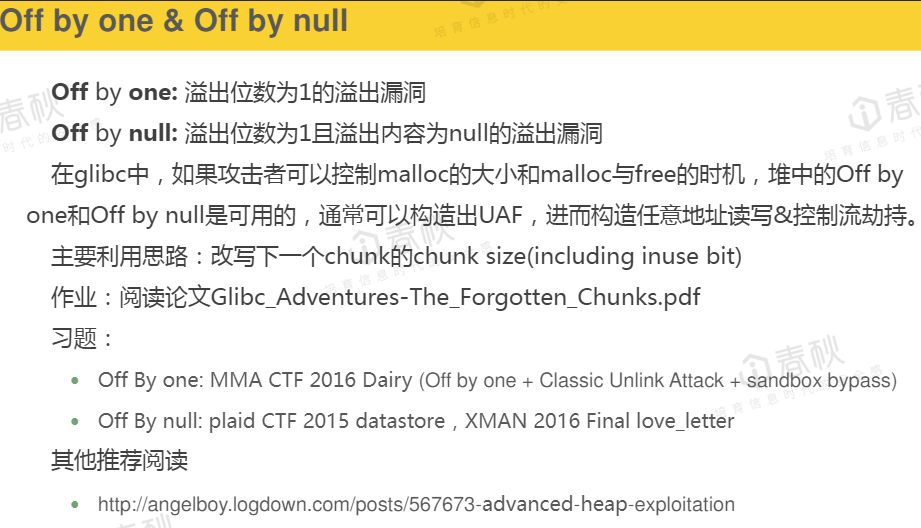 Off by one & Off by null
Off by one: 溢出位数为1的溢出漏洞
Off by null: 溢出位数为1且溢出内容为null的溢出漏洞
在glibc中，如果攻击者可以控制malloc的大小和malloc与free的时机，堆中的Off by
one和Off by null是可用的，通常可以构造出UAF，进而构造任意地址读写&控制流劫持。
主要利用思路：改写下一个chunk的chunk size(including inuse bit)
作业：阅读论文Glibc_Adventures-The_Forgotten_Chunks.pdf
习题：
• Off By one: MMA CTF 2016 Dairy (Off by one + Classic Unlink Attack + sandbox bypass)
• Off By null: plaid CTF 2015 datastore，XMAN 2016 Final love_letter
其他推荐阅读
• http://angelboy.logdown.com/posts/567673-advanced-heap-exploitation